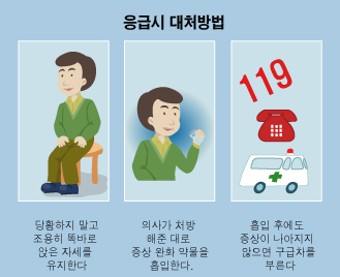 응급시 대처방법
119
당황하지 말고
조용히 똑바로
앉은 자세를
유지한다
의사가 처방
해준 대로
증상 완화 약물을
흡입한다.
흡입 후에도
증상이 나아지지
않으면 구급차를
부른다